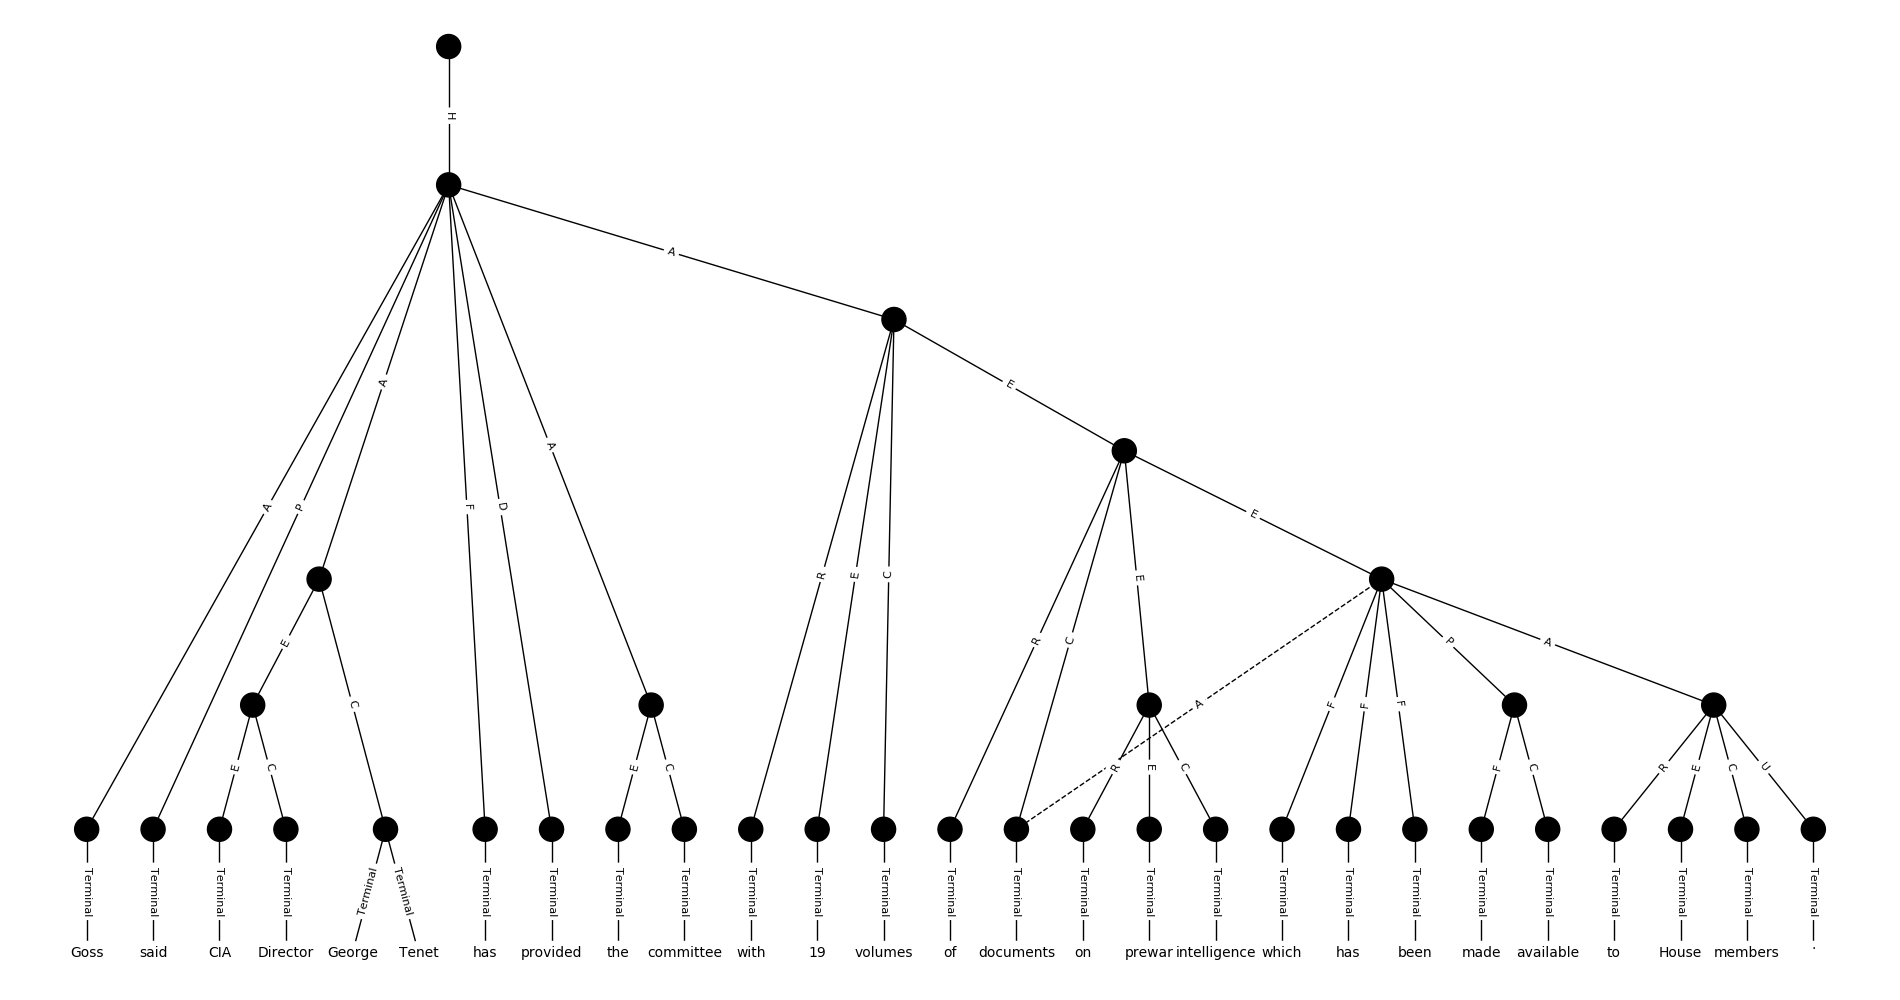 H
A
A
E
A
E
A
P
F
D
E
R
E
C
E
R
C
P
A
E
C
A
F
F
F
E
C
E
C
R
E
C
F
C
R
E
C
U
Terminal Terminal Terminal Terminal Terminal Terminal Terminal Terminal Terminal Terminal Terminal Terminal Terminal Terminal Terminal Terminal Terminal Terminal Terminal Terminal Terminal Terminal Terminal Terminal Terminal Terminal Terminal
Goss said CIA Director George Tenet has provided the committee with 19 volumes of documents on prewar intelligence which has been made available to House members .